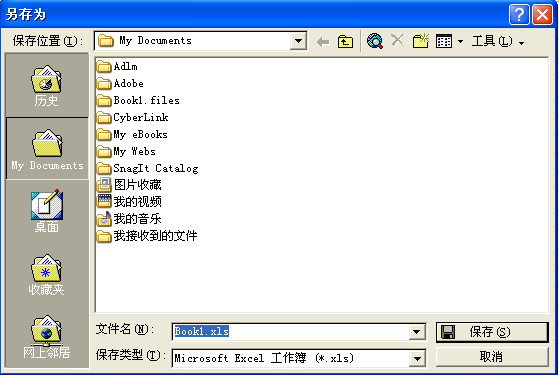 另存为
保存位置(I):
My Documents
工具(L)
历史
My Documents
桌面
收藏夹
网上邻居
Adlm
Adobe
Book1.files
CyberLink
My eBooks
My Webs
SnagIt Catalog
图片收藏
我的视频
我的音乐
我接收到的文件
文件名(N):
Book1.xls
保存(S)
保存类型(T):
Microsoft Excel 工作簿 (*.xls)
取消